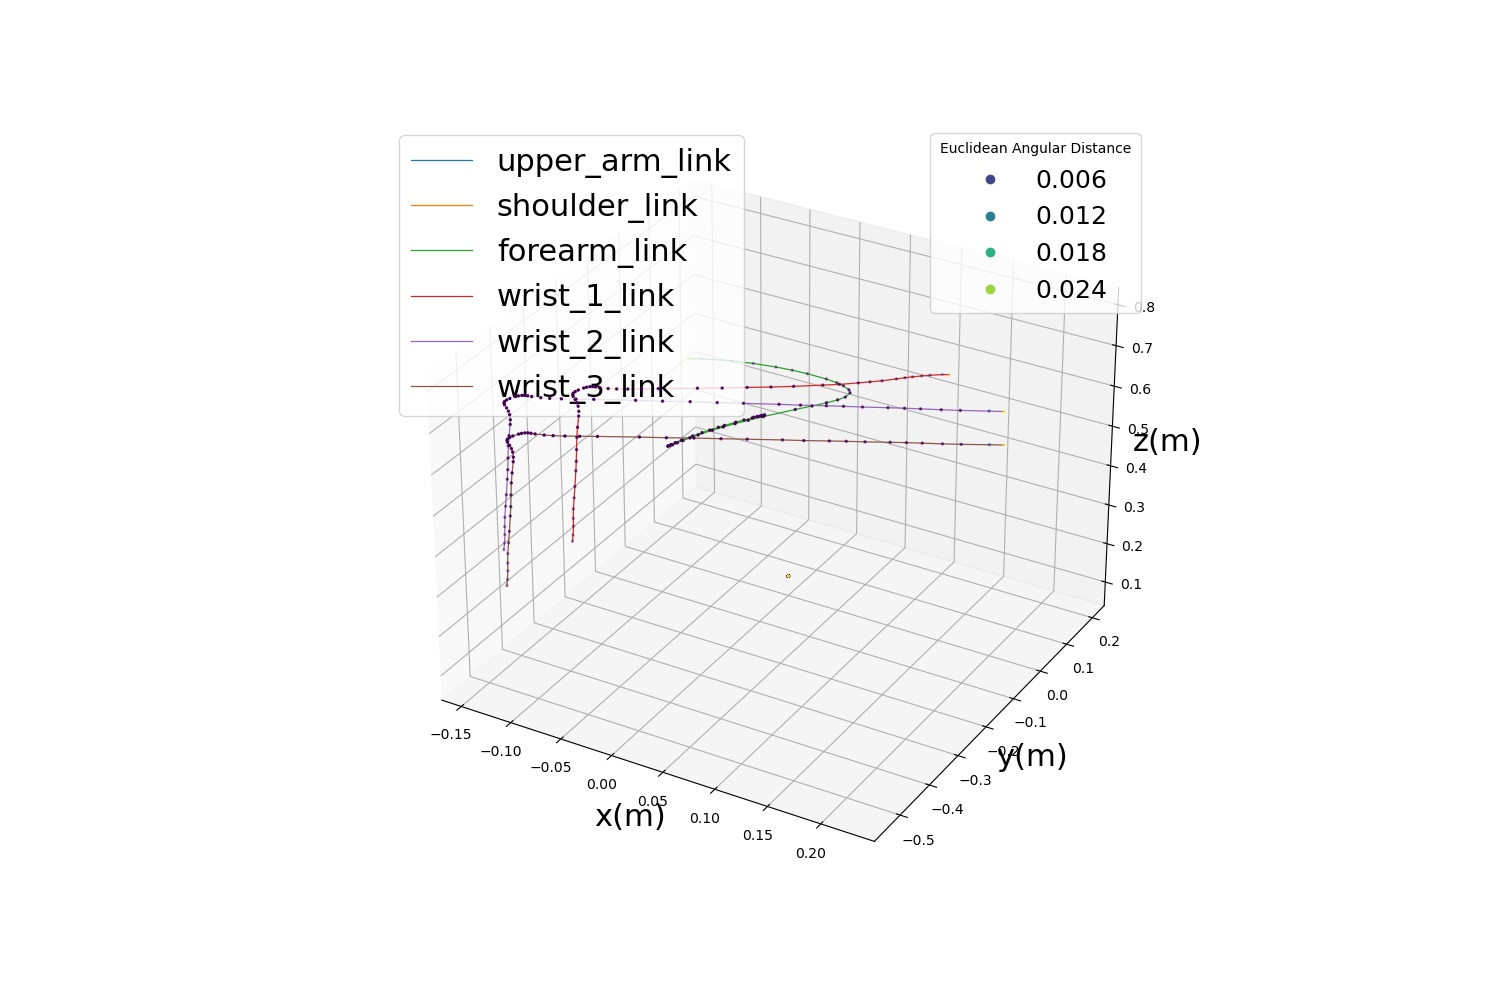 upper_arm_link
shoulder_link
forearm_link
wrist_1_link
wrist_2_link
wrist_3_link
Euclidean Angular Distance
0.006
0.012
0.018
0.024
0.8
0.7
0.6
0.5
0.4
0.3
0.2
0.1
z(m)
0.2
0.1
0.0
−0.1
−0.2
−0.3
−0.4
−0.5
y(m)
−0.15
−0.10
−0.05
0.00
0.05
0.10
0.15
0.20
x(m)